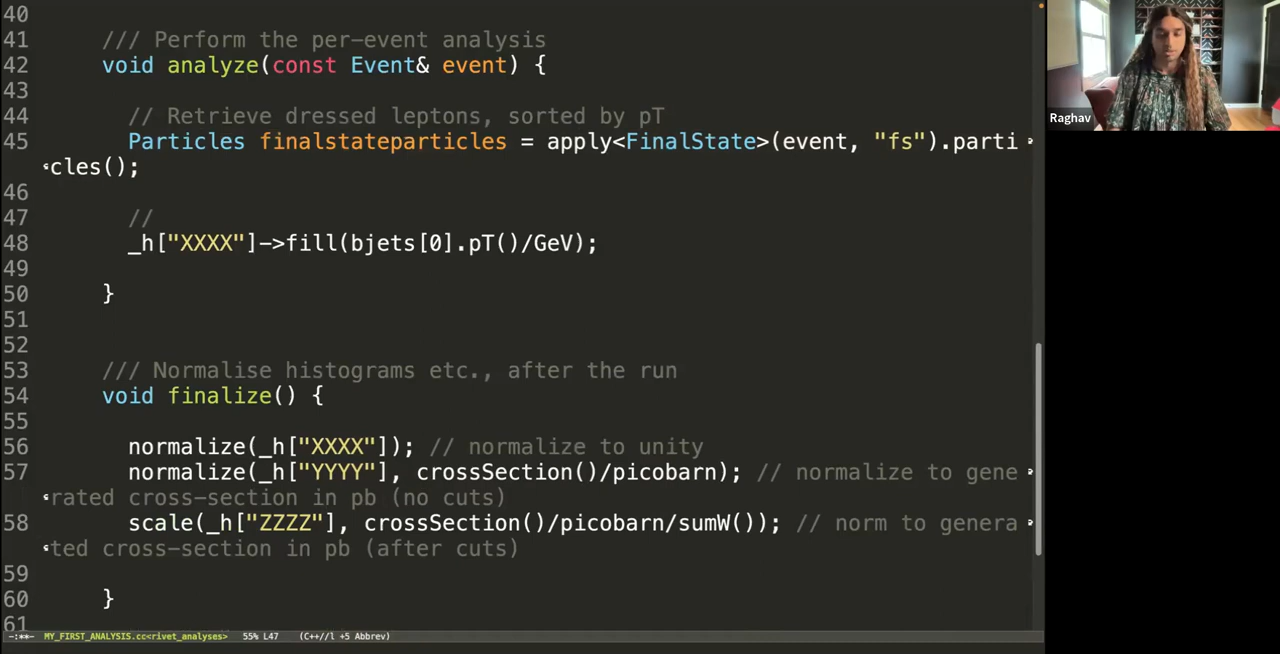 40
41 /// Perform the per-event analysis
42 void analyze(const Event& event) {
43
44 // Retrieve dressed leptons, sorted by pT
45 Particles finalstateparticles = apply<FinalState>(event, "fs").parti
cles();
46
47 //
48 _h["XXXX"]->fill(bjets[0].pT()/GeV);
49
50 }
51
52
53 /// Normalise histograms etc., after the run
54 void finalize() {
55
56 normalize(_h["XXXX"]); // normalize to unity
57 normalize(_h["YYYY"], crossSection()/picobarn); // normalize to gene
rated cross-section in pb (no cuts)
58 scale(_h["ZZZZ"], crossSection()/picobarn/sumW()); // norm to genera
ted cross-section in pb (after cuts)
59
60 }
61
-:**- MY_FIRST_ANALYSIS.cc<rivet_analyses> 55% L47 (C++//l +5 Abbrev)
Raghav